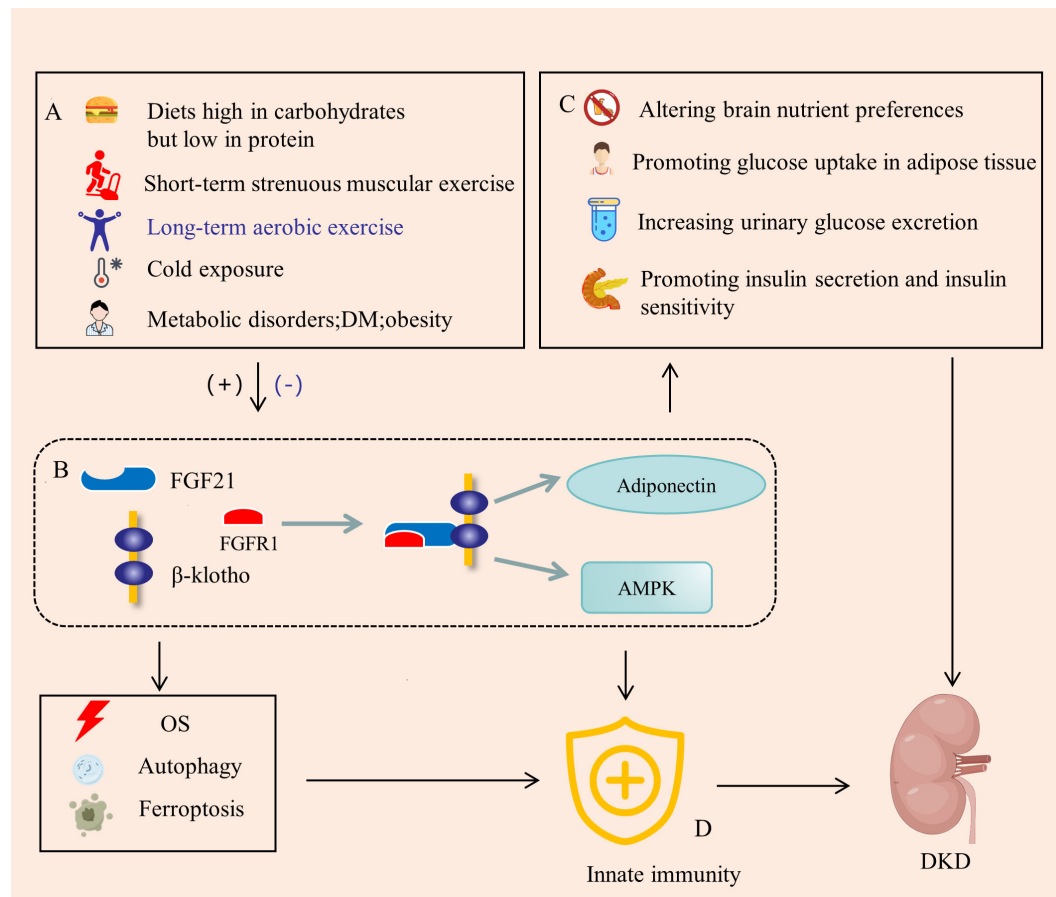 A
Diets high in carbohydrates
but low in protein
Short-term strenuous muscular exercise
Long-term aerobic exercise
Cold exposure
Metabolic disorders;DM;obesity
C
Altering brain nutrient preferences
Promoting glucose uptake in adipose tissue
Increasing urinary glucose excretion
Promoting insulin secretion and insulin
sensitivity
(+) (-)
B
FGF21
FGFR1
β-klotho
Adiponectin
AMPK
OS
Autophagy
Ferroptosis
D
Innate immunity
DKD